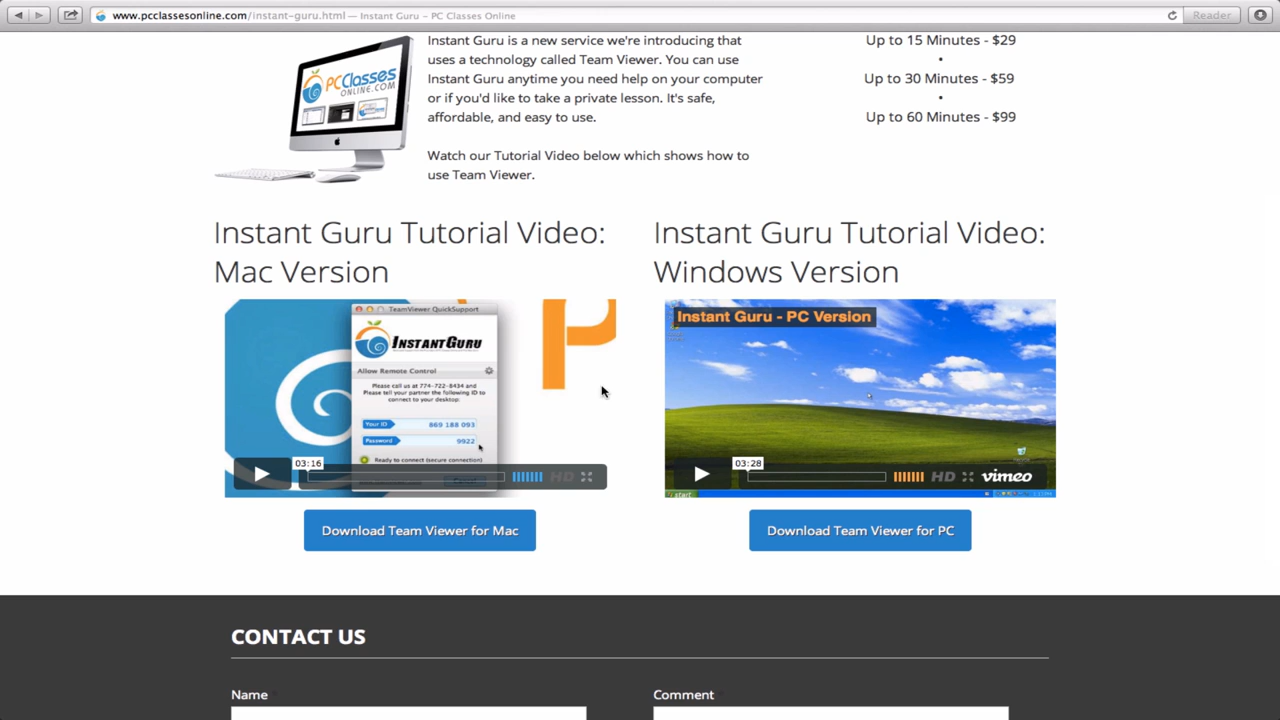 www.pcclassesonline.com/instant-guru.html — Instant Guru – PC Classes Online
Reader
PCClasses
ONLINE.COM
Instant Guru is a new service we're introducing that
uses a technology called Team Viewer. You can use
Instant Guru anytime you need help on your computer
or if you'd like to take a private lesson. It's safe,
affordable, and easy to use.
Watch our Tutorial Video below which shows how to
use Team Viewer.
Up to 15 Minutes - $29
•
Up to 30 Minutes - $59
•
Up to 60 Minutes - $99
Instant Guru Tutorial Video:
Mac Version
TeamViewer QuickSupport
INSTANTGURU
Allow Remote Control
Please call us at 774-722-8434 and
Please tell your partner the following ID to
connect to your desktop:
Your ID 869 188 093
Password 9922
Ready to connect (secure connection)
P
03:16
HD
Download Team Viewer for Mac
Instant Guru Tutorial Video:
Windows Version
Instant Guru - PC Version
03:28
HD
vimeo
start
Download Team Viewer for PC
CONTACT US
Name
Comment